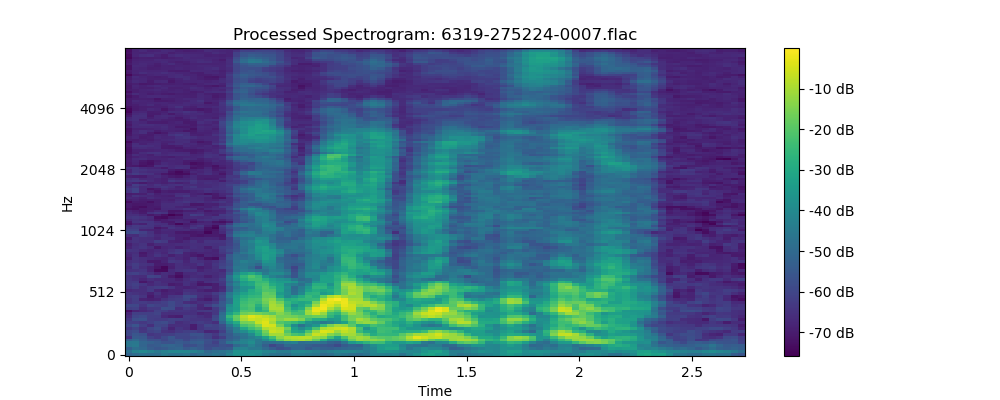 Processed Spectrogram: 6319-275224-0007.flac
4096
2048
1024
512
0
Hz
0
0.5
1
1.5
2
2.5
Time
-10 dB
-20 dB
-30 dB
-40 dB
-50 dB
-60 dB
-70 dB